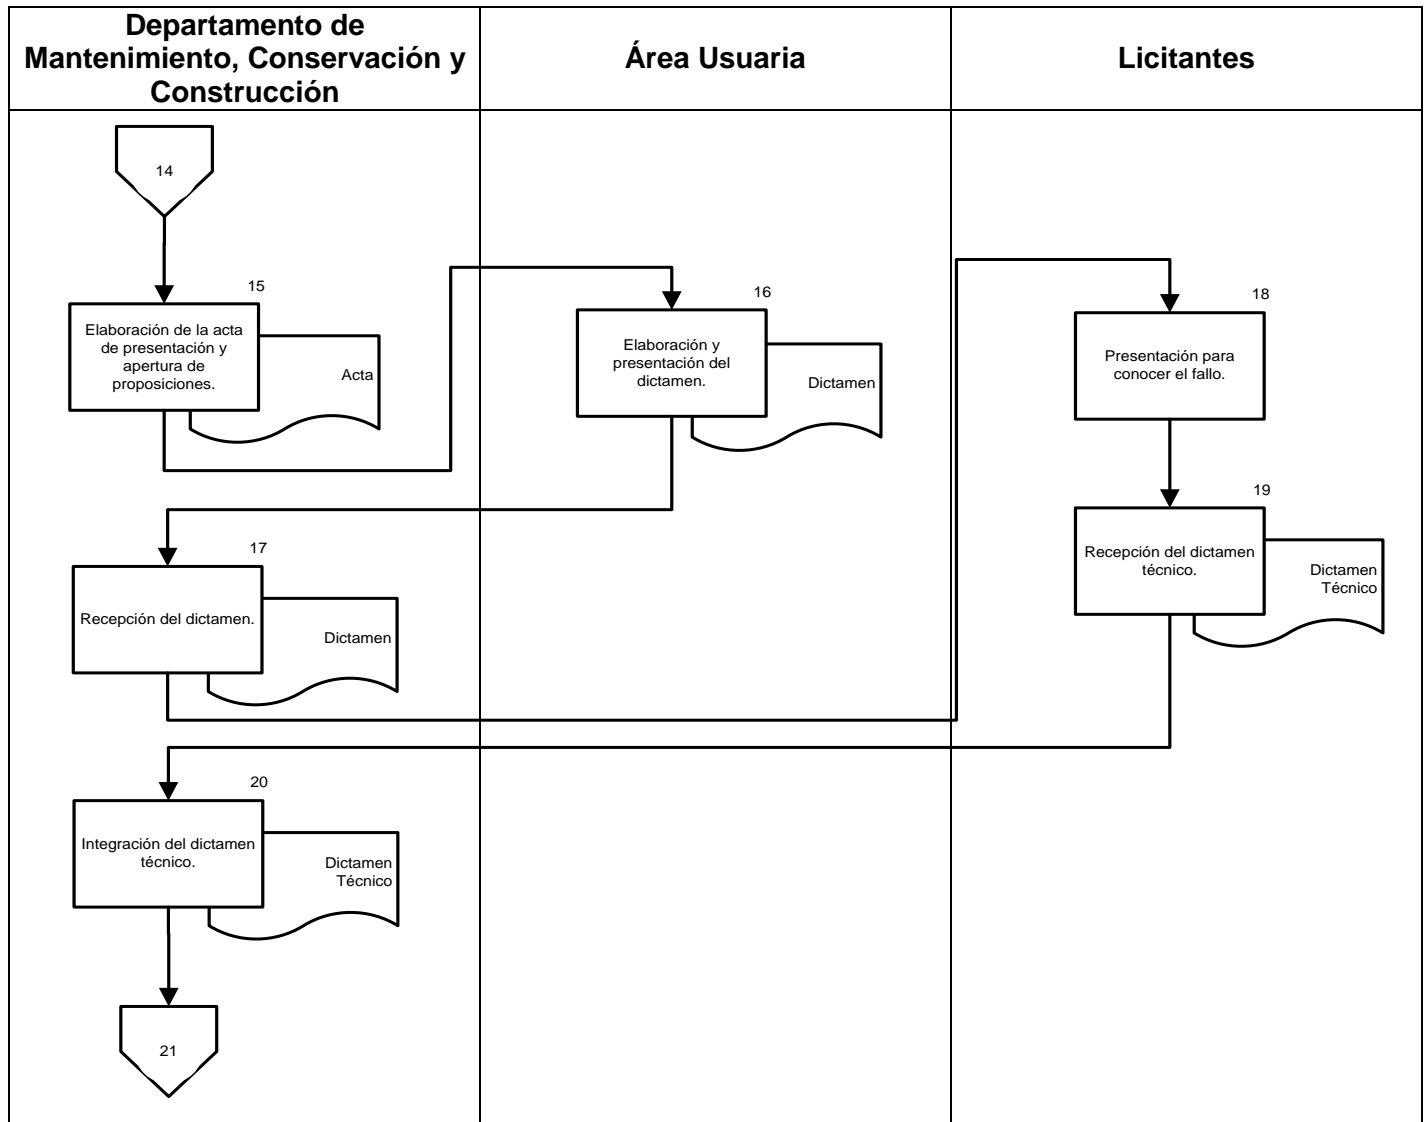 Departamento de
Mantenimiento, Conservación y
Construcción
Área Usuaria
Licitantes
14
15
Elaboración de la acta
de presentación y
apertura de
proposiciones.
Acta
16
Elaboración y
presentación del
dictamen.
Dictamen
17
Recepción del dictamen.
Dictamen
18
Presentación para
conocer el fallo.
19
Recepción del dictamen
técnico.
Dictamen
Técnico
20
Integración del dictamen
técnico.
Dictamen
Técnico
21